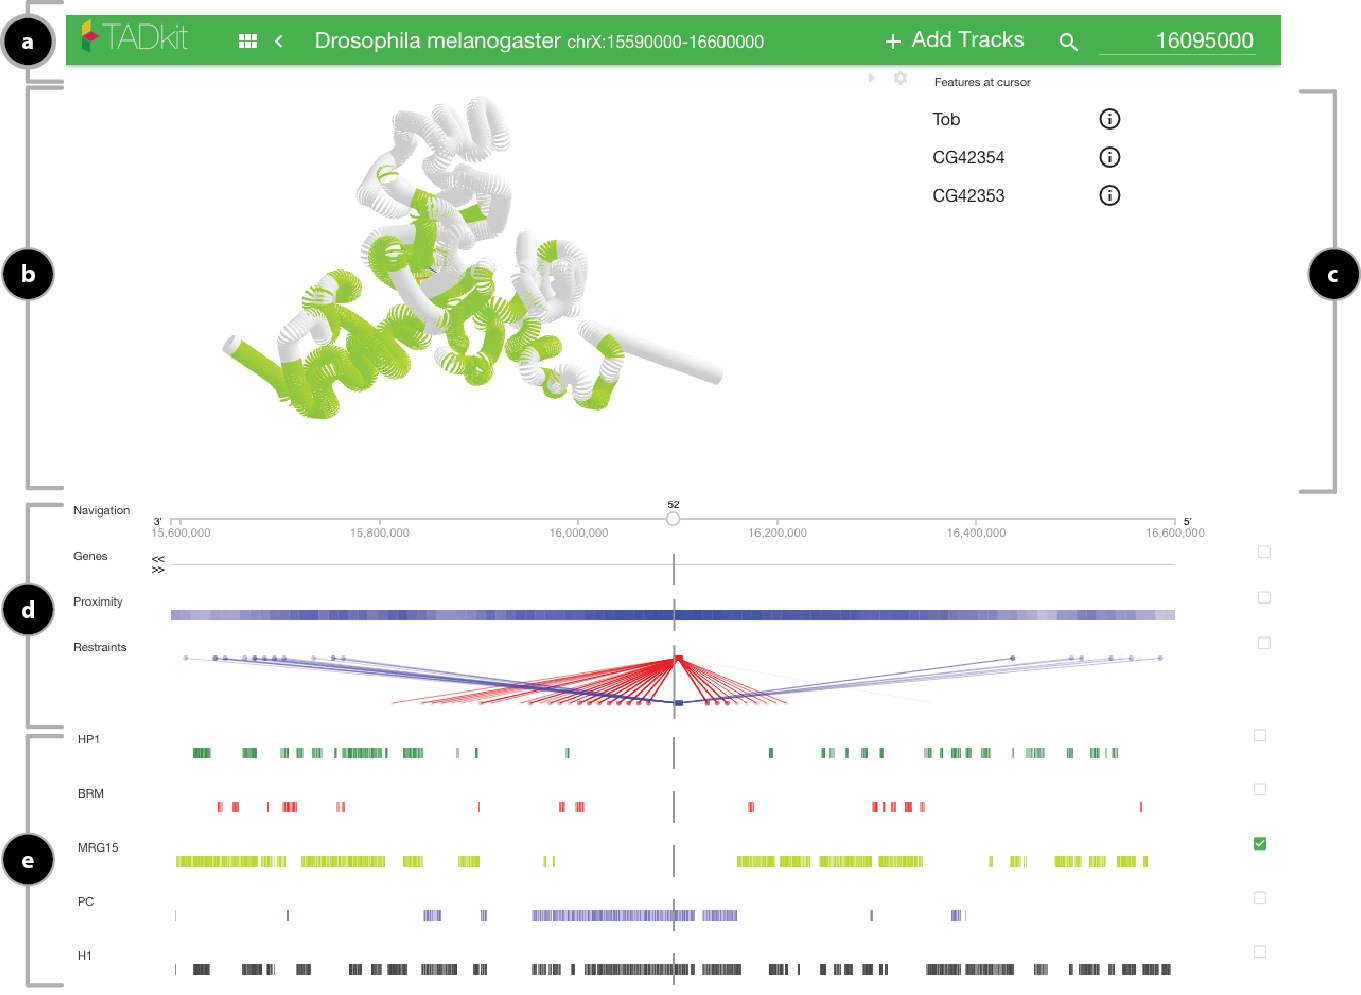 a
TADkit
Drosophila melanogaster chrX:15590000-16600000
+ Add Tracks
16095000
b
Features at cursor
Tob
CG42354
CG42353
c
d
Navigation
52
3'
5'
15,600,000 15,800,000 16,000,000 16,200,000 16,400,000 16,600,000
Genes
<<
>>
Proximity
Restraints
e
HP1
BRM
MRG15
PC
H1